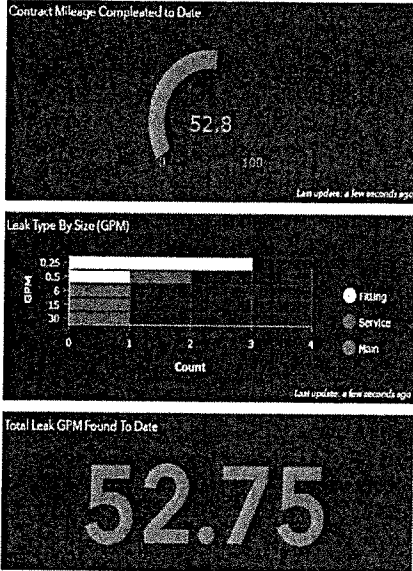 Contract Mileage Compleated to Date
52.8
0 100
Last update: a few seconds ago
Leak Type By Size (GPM)
GPM
0.25
0.5
6
15
30
0 1 2 3 4
Count
Fitting
Service
Main
Last update: a few seconds ago
Total Leak GPM Found To Date
52.75